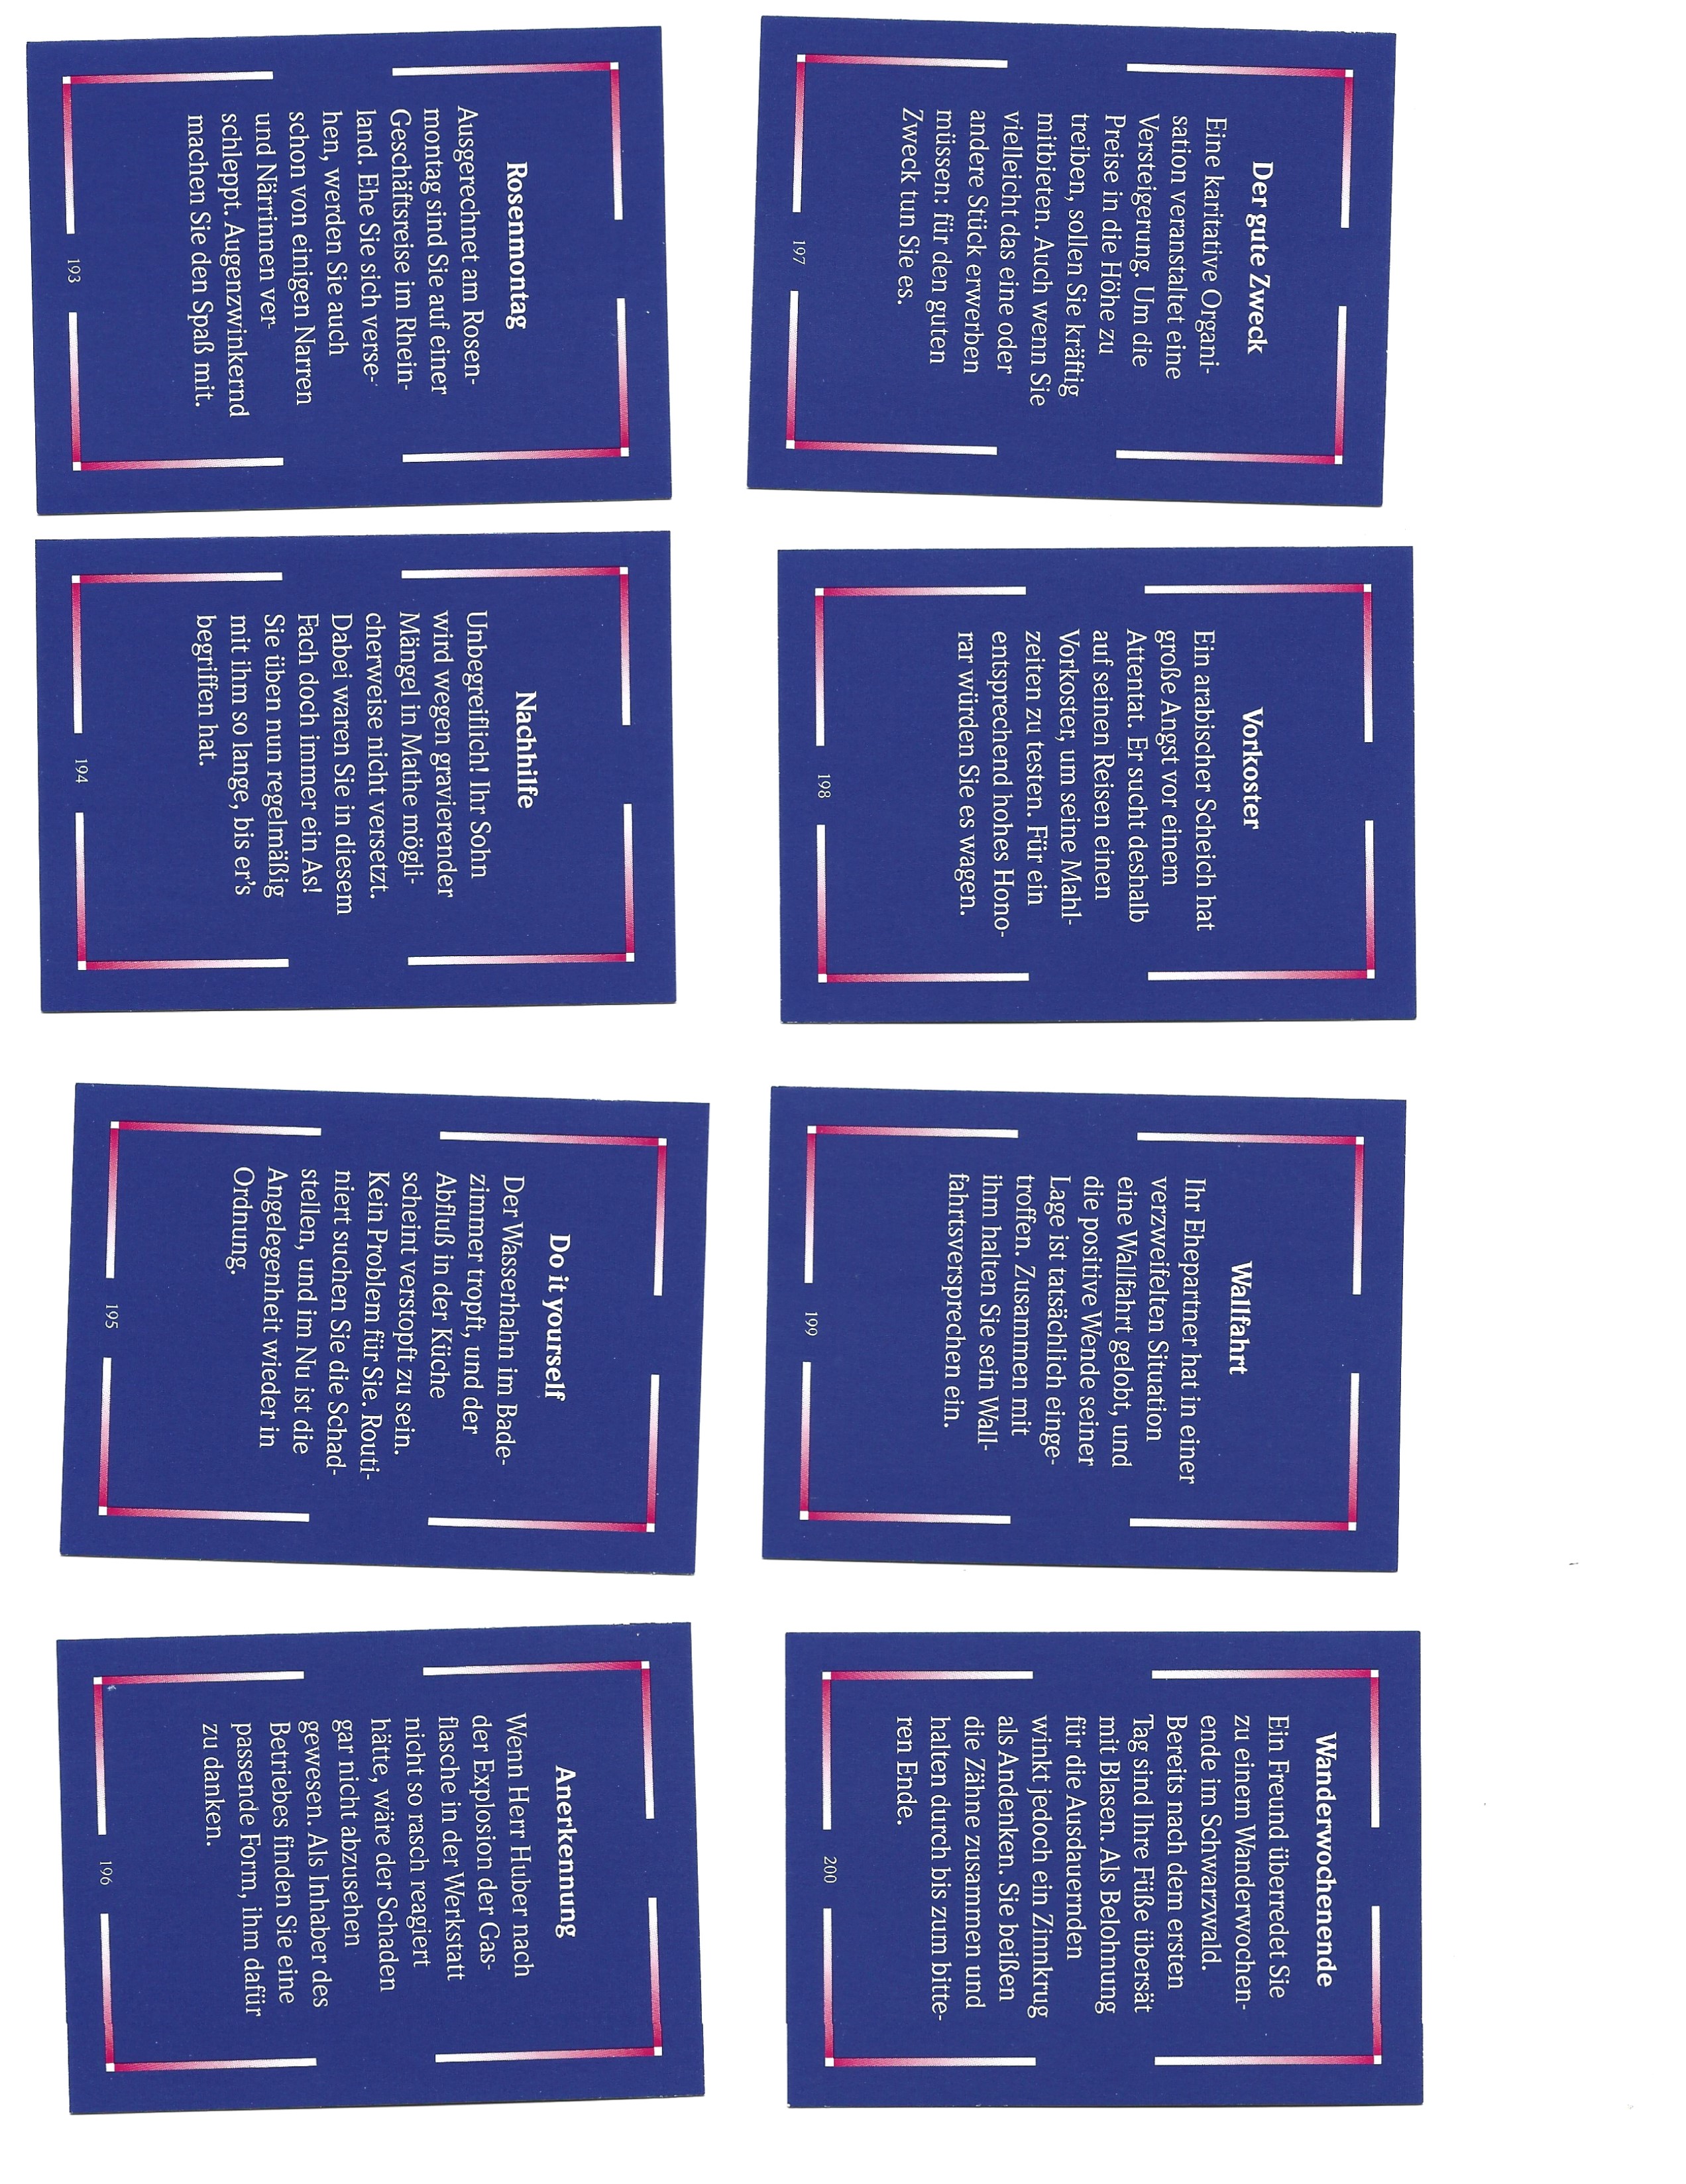 Rosenmontag
Ausgerechnet am Rosen-
montag sind Sie auf einer
Geschäftsreise im Rhein-
land. Ehe Sie sich verse-
hen, werden Sie auch
schon von einigen Narren
und Närrinnen ver-
schleppt. Augenzwinkernd
machen Sie den Spaß mit.
193
Nachhilfe
Unbegreiflich! Ihr Sohn
wird wegen gravierender
Mängel in Mathe mögli-
cherweise nicht versetzt.
Dabei waren Sie in diesem
Fach doch immer ein As!
Sie üben nun regelmäßig
mit ihm so lange, bis er's
begriffen hat.
194
Do it yourself
Der Wasserhahn im Bade-
zimmer tropft, und der
Abfluß in der Küche
scheint verstopft zu sein.
Kein Problem für Sie. Routi-
niert suchen Sie die Schad-
stellen, und im Nu ist die
Angelegenheit wieder in
Ordnung.
195
Anerkennung
Wenn Herr Huber nach
der Explosion der Gas-
flasche in der Werkstatt
nicht so rasch reagiert
hätte, wäre der Schaden
gar nicht abzusehen
gewesen. Als Inhaber des
Betriebes finden Sie eine
passende Form, ihm dafür
zu danken.
196
Der gute Zweck
Eine karitative Organi-
sation veranstaltet eine
Versteigerung. Um die
Preise in die Höhe zu
treiben, sollen Sie kräftig
mitbieten. Auch wenn Sie
vielleicht das eine oder
andere Stück erwerben
müssen: für den guten
Zweck tun Sie es.
197
Vorkoster
Ein arabischer Scheich hat
große Angst vor einem
Attentat. Er sucht deshalb
auf seinen Reisen einen
Vorkoster, um seine Mahl-
zeiten zu testen. Für ein
entsprechend hohes Hono-
rar würden Sie es wagen.
198
Wallfahrt
Ihr Ehepartner hat in einer
verzweifelten Situation
eine Wallfahrt gelobt, und
die positive Wende seiner
Lage ist tatsächlich einge-
troffen. Zusammen mit
ihm halten Sie sein Wall-
fahrtsversprechen ein.
199
Wanderwochenende
Ein Freund überredet Sie
zu einem Wanderwochen-
ende im Schwarzwald.
Bereits nach dem ersten
Tag sind Ihre Füße übersät
mit Blasen. Als Belohnung
für die Ausdauernden
winkt jedoch ein Zinnkrug
als Andenken. Sie beißen
die Zähne zusammen und
halten durch bis zum bitte-
ren Ende.
200